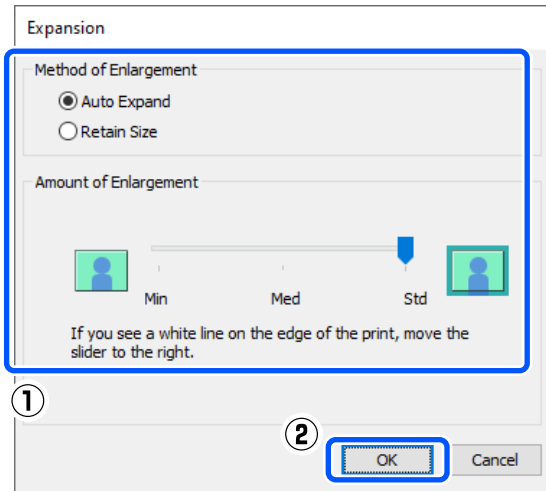 Expansion
Method of Enlargement
Auto Expand
Retain Size
Amount of Enlargement
Min Med Std
If you see a white line on the edge of the print, move the
slider to the right.
①
②
OK Cancel